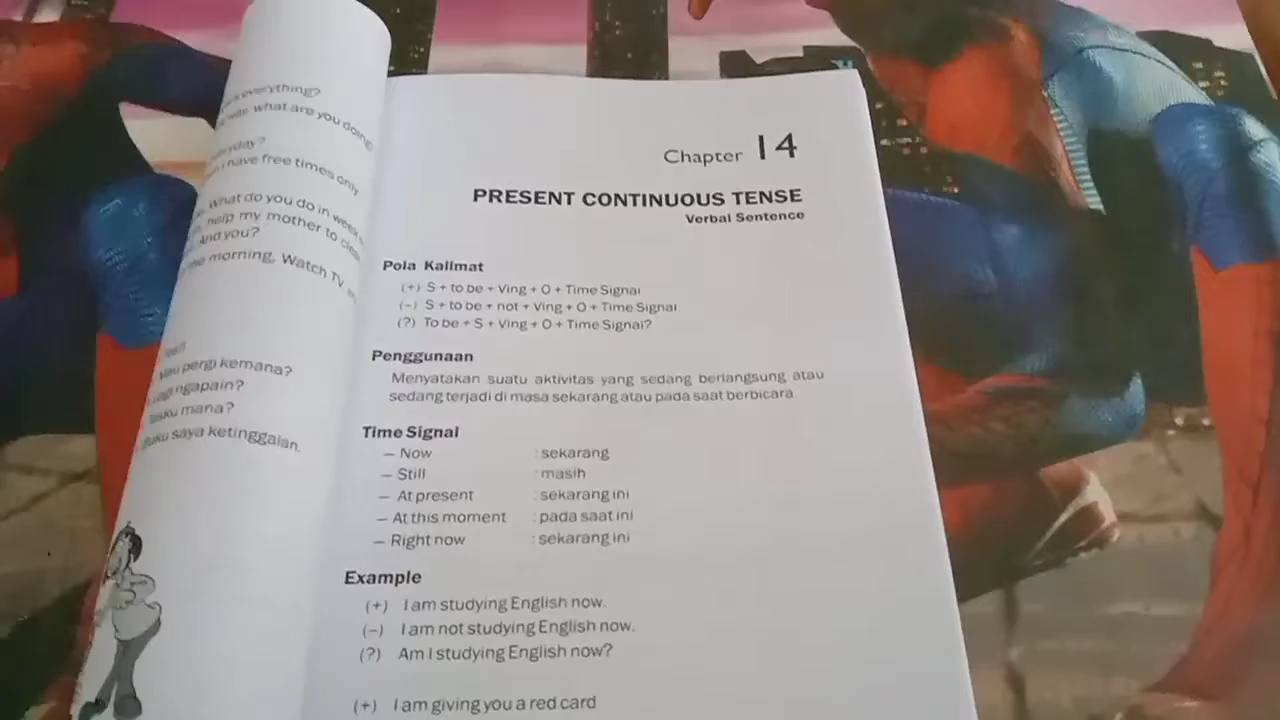 everything?
what are you doing
have free times only
What do you do in week
help my mother to
And you?
morning, Watch TV
pergi kemana?
ngapain?
mana?
saya ketinggalan.
Chapter 14
PRESENT CONTINUOUS TENSE
Verbal Sentence
Pola Kalimat
(+) S + to be + Ving + O + Time Signal
(–) S + to be + not + Ving + O + Time Signal
(?) To be + S + Ving + O + Time Signal?
Penggunaan
Menyatakan suatu aktivitas yang sedang berlangsung atau
sedang terjadi di masa sekarang atau pada saat berbicara.
Time Signal
– Now : sekarang
– Still : masih
– At present : sekarang ini
– At this moment : pada saat ini
– Right now : sekarang ini
Example
(+) I am studying English now.
(–) I am not studying English now.
(?) Am I studying English now?
(+) I am giving you a red card